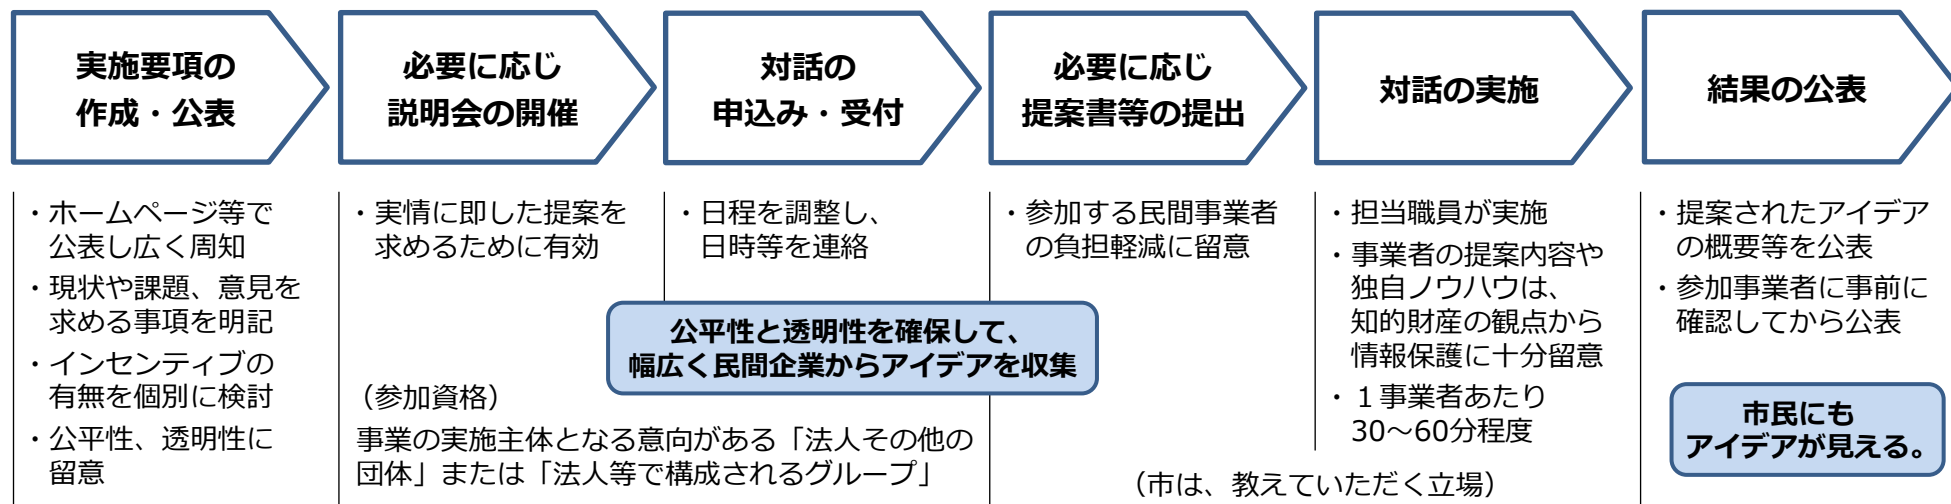 実施要項の
作成・公表
必要に応じ
説明会の開催
対話の
申込み・受付
必要に応じ
提案書等の提出
対話の実施
結果の公表
・ホームページ等で
公表し広く周知
・現状や課題、意見を
求める事項を明記
・インセンティブの
有無を個別に検討
・公平性、透明性に
留意
・実情に即した提案を
求めるために有効
・日程を調整し、
日時等を連絡
・参加する民間事業者
の負担軽減に留意
・担当職員が実施
・事業者の提案内容や
独自ノウハウは、
知的財産の観点から
情報保護に十分留意
・１事業者あたり
30～60分程度
・提案されたアイデア
の概要等を公表
・参加事業者に事前に
確認してから公表
公平性と透明性を確保して、
幅広く民間企業からアイデアを収集
（参加資格）
事業の実施主体となる意向がある「法人その他の
団体」または「法人等で構成されるグループ」
（市は、教えていただく立場）
市民にも
アイデアが見える。